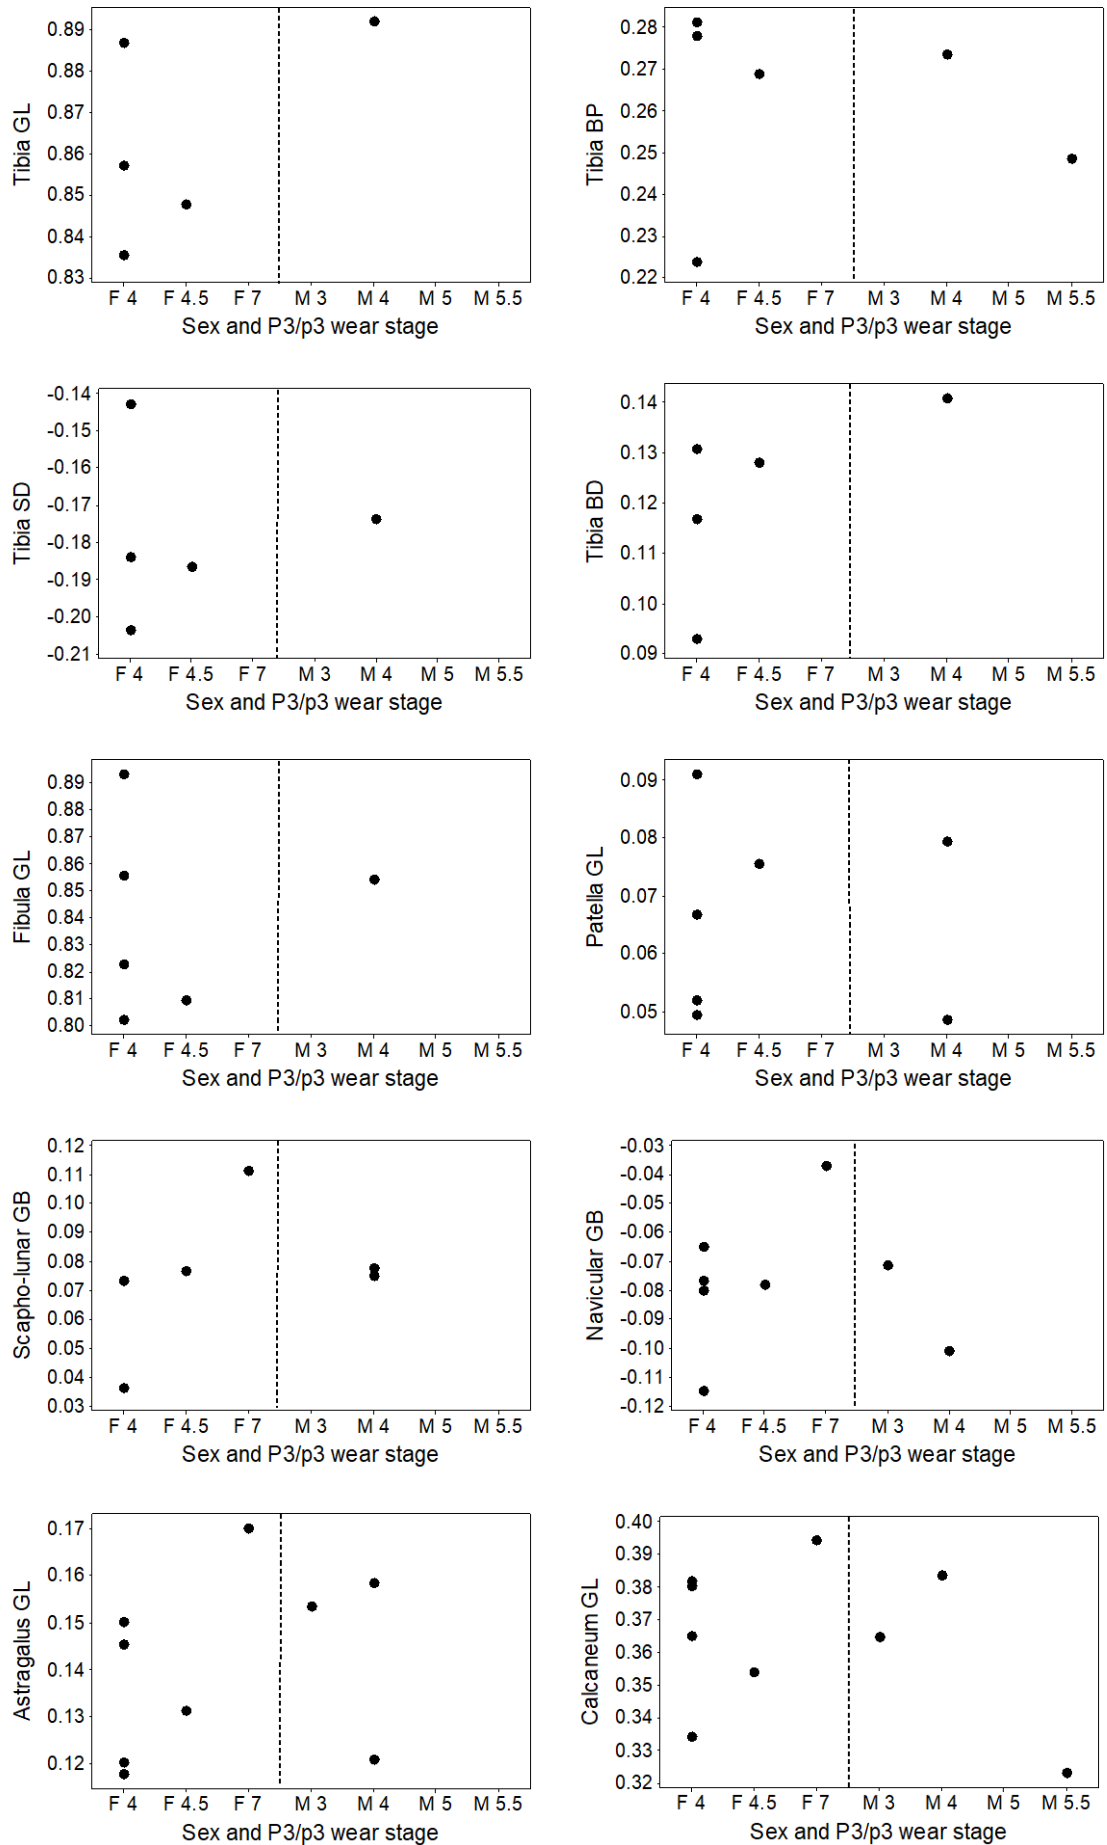 Tibia GL
0.89
0.88
0.87
0.86
0.85
0.84
0.83
F 4 F 4.5 F 7 M 3 M 4 M 5 M 5.5
Sex and P3/p3 wear stage
Tibia BP
0.28
0.27
0.26
0.25
0.24
0.23
0.22
F 4 F 4.5 F 7 M 3 M 4 M 5 M 5.5
Sex and P3/p3 wear stage
Tibia SD
-0.14
-0.15
-0.16
-0.17
-0.18
-0.19
-0.20
-0.21
F 4 F 4.5 F 7 M 3 M 4 M 5 M 5.5
Sex and P3/p3 wear stage
Tibia BD
0.14
0.13
0.12
0.11
0.10
0.09
F 4 F 4.5 F 7 M 3 M 4 M 5 M 5.5
Sex and P3/p3 wear stage
Fibula GL
0.89
0.88
0.87
0.86
0.85
0.84
0.83
0.82
0.81
0.80
F 4 F 4.5 F 7 M 3 M 4 M 5 M 5.5
Sex and P3/p3 wear stage
Patella GL
0.09
0.08
0.07
0.06
0.05
F 4 F 4.5 F 7 M 3 M 4 M 5 M 5.5
Sex and P3/p3 wear stage
Scapho-lunar GB
0.12
0.11
0.10
0.09
0.08
0.07
0.06
0.05
0.04
0.03
F 4 F 4.5 F 7 M 3 M 4 M 5 M 5.5
Sex and P3/p3 wear stage
Navicular GB
-0.03
-0.04
-0.05
-0.06
-0.07
-0.08
-0.09
-0.10
-0.11
-0.12
F 4 F 4.5 F 7 M 3 M 4 M 5 M 5.5
Sex and P3/p3 wear stage
Astragalus GL
0.17
0.16
0.15
0.14
0.13
0.12
F 4 F 4.5 F 7 M 3 M 4 M 5 M 5.5
Sex and P3/p3 wear stage
Calcaneum GL
0.40
0.39
0.38
0.37
0.36
0.35
0.34
0.33
0.32
F 4 F 4.5 F 7 M 3 M 4 M 5 M 5.5
Sex and P3/p3 wear stage